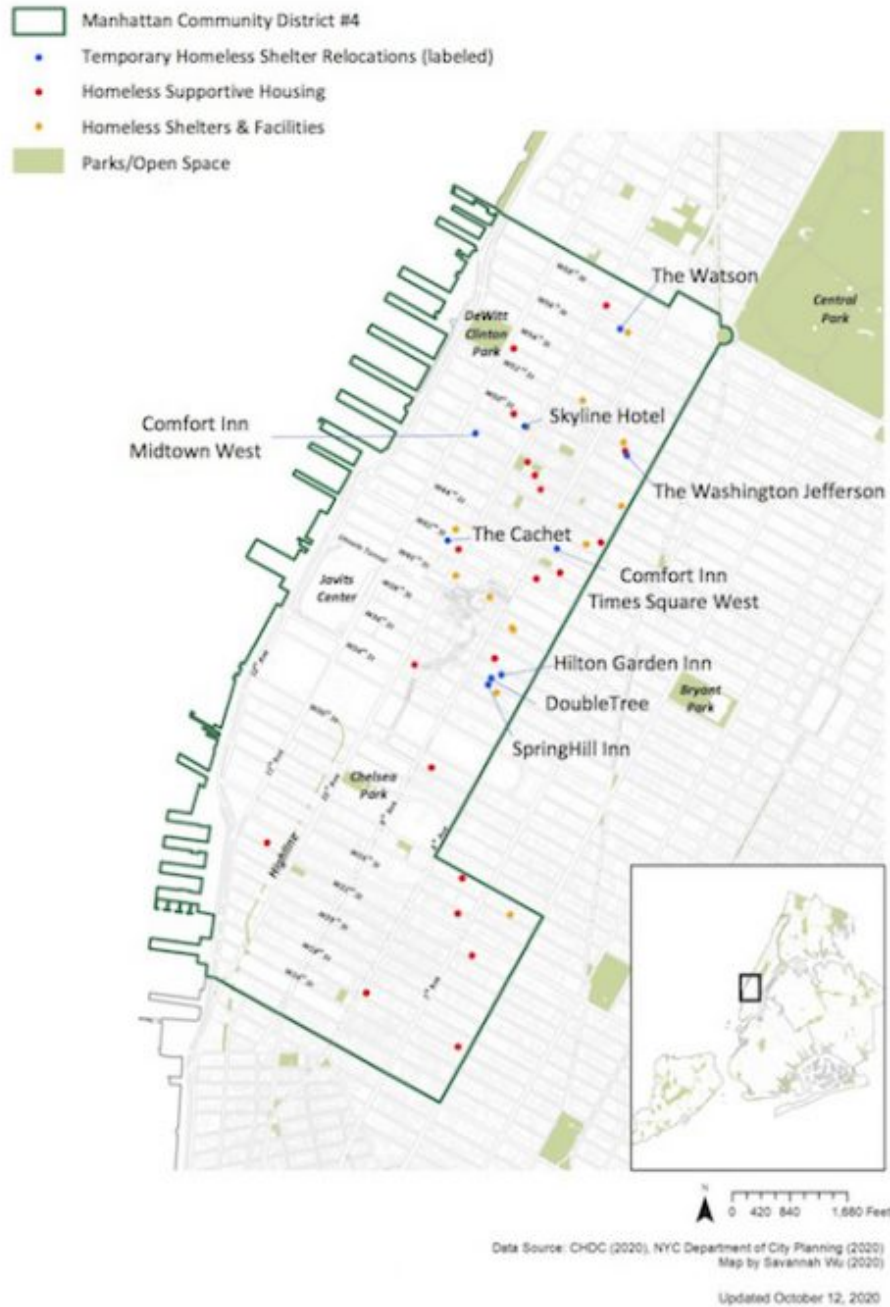 Manhattan Community District #4
Temporary Homeless Shelter Relocations (labeled)
Homeless Supportive Housing
Homeless Shelters & Facilities
Parks/Open Space
The Watson
Central
Park
DeWitt
Clinton
Park
Skyline Hotel
Comfort Inn
Midtown West
The Washington Jefferson
The Cachet
Comfort Inn
Times Square West
Javits
Center
Lincoln Tunnel
Hilton Garden Inn
DoubleTree
SpringHill Inn
Bryant
Park
Chelsea
Park
Highline
7th Ave
N
0 420 840 1,680 Feet
Data Source: CHDC (2020), NYC Department of City Planning (2020)
Map by Savannah Wu (2020)
Updated October 12, 2020